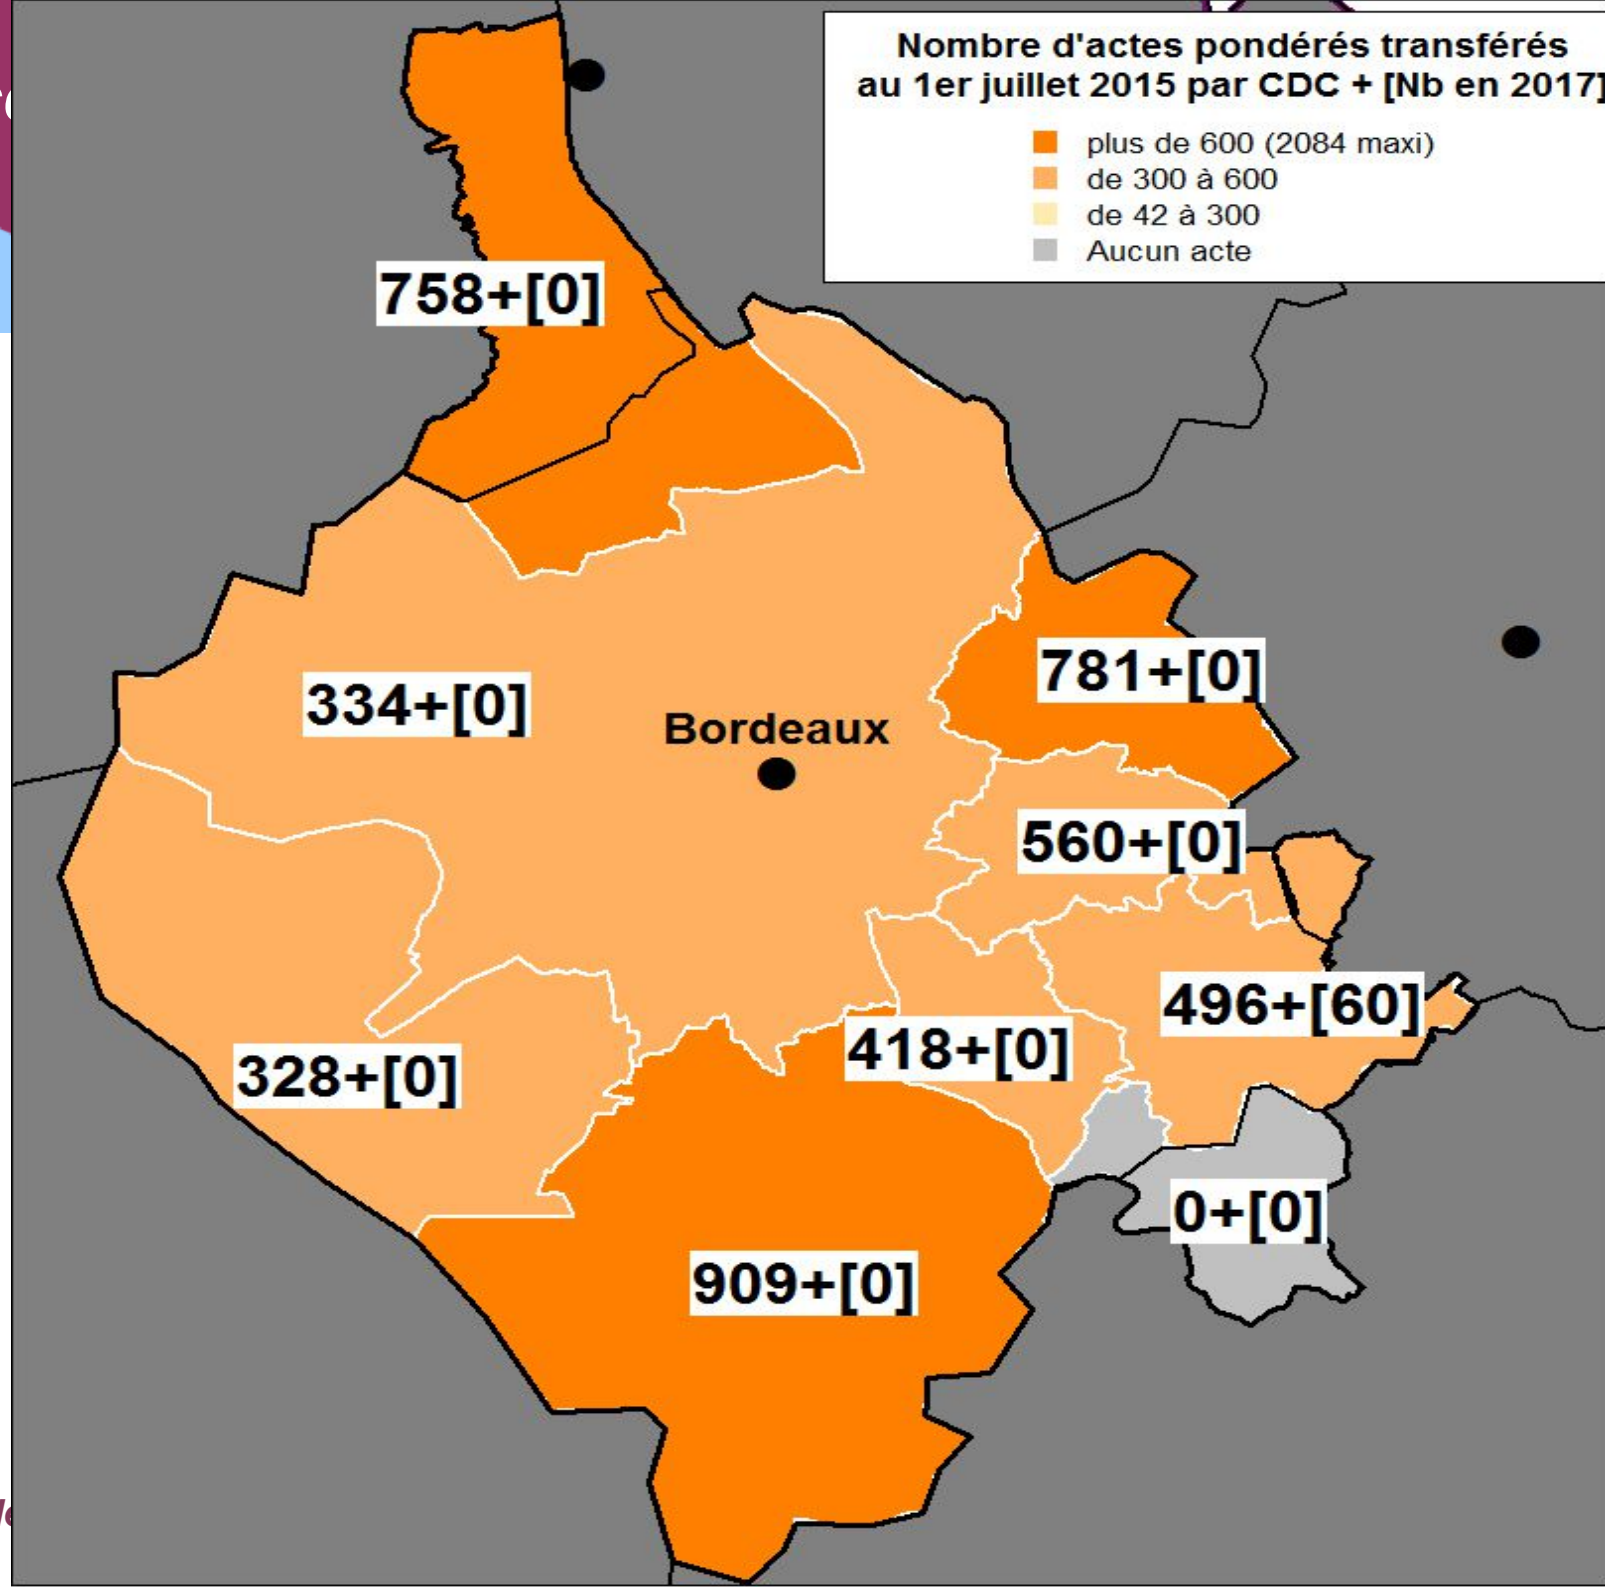 Nombre d'actes pondérés transférés
au 1er juillet 2015 par CDC + [Nb en 2017]
plus de 600 (2084 maxi)
de 300 à 600
de 42 à 300
Aucun acte
758+[0]
781+[0]
334+[0]
Bordeaux
560+[0]
496+[60]
418+[0]
328+[0]
0+[0]
909+[0]